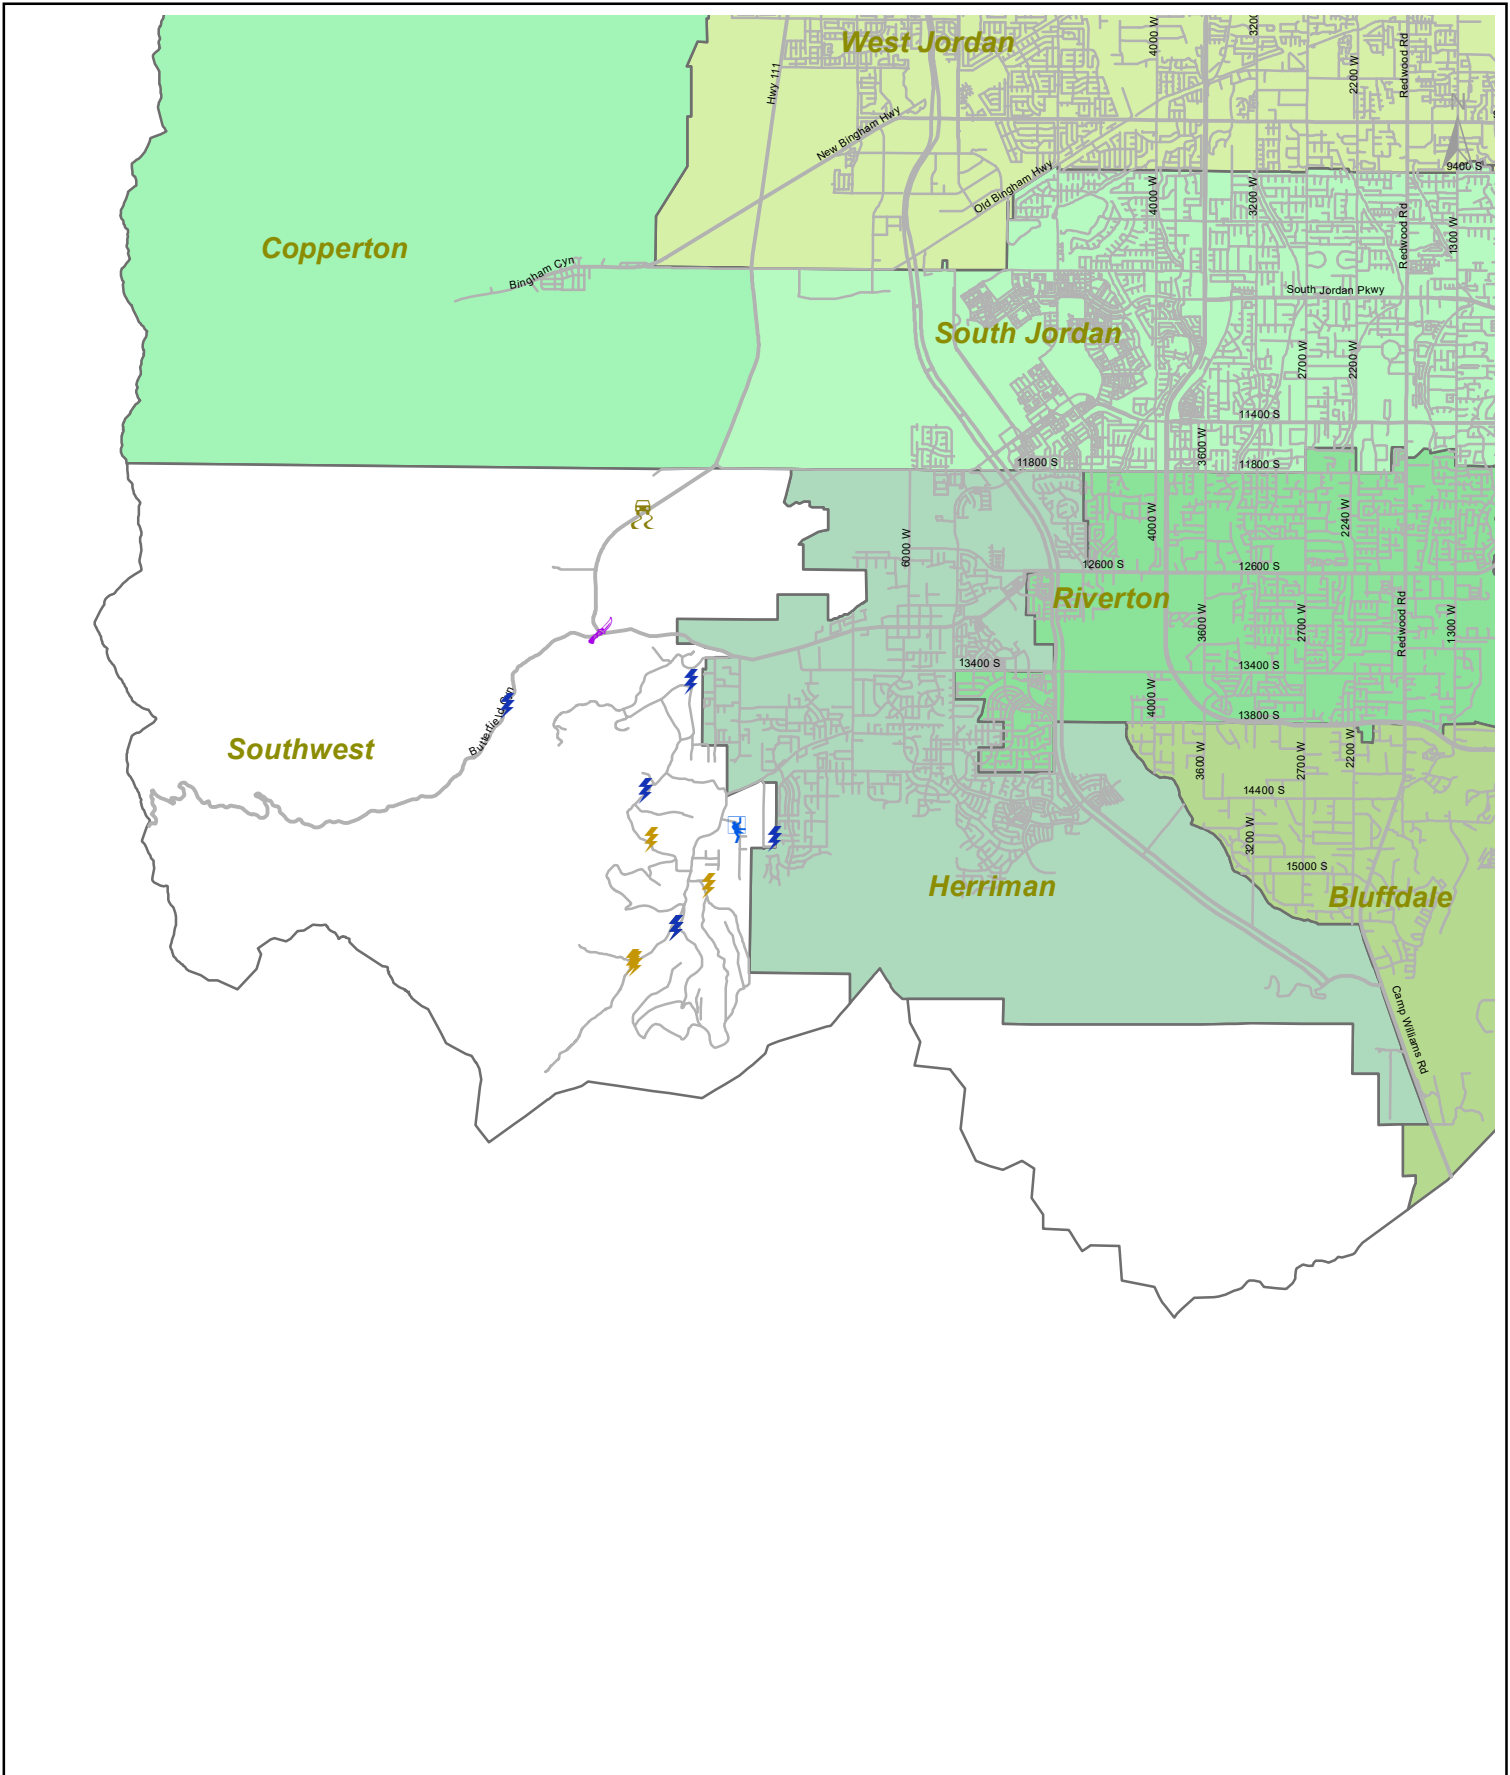 West Jordan
4000 W
3200
2200 W
Redwood Rd
Hwy 111
New Bingham Hwy
N
9400 S
Old Bingham Hwy
4000 W
3200 W
Redwood Rd
1300 W
Copperton
Bingham Cyn
South Jordan Pkwy
South Jordan
2700 W
2200 W
11400 S
3600 W
11800 S
11800 S
4000 W
2240 W
6000 W
12600 S
12600 S
Riverton
3600 W
2700 W
Redwood Rd
1300 W
13400 S
13400 S
4000 W
13800 S
Butterfield Cyn
Southwest
3600 W
2700 W
2200 W
14400 S
3200 W
15000 S
Herriman
Bluffdale
Camp Williams Rd